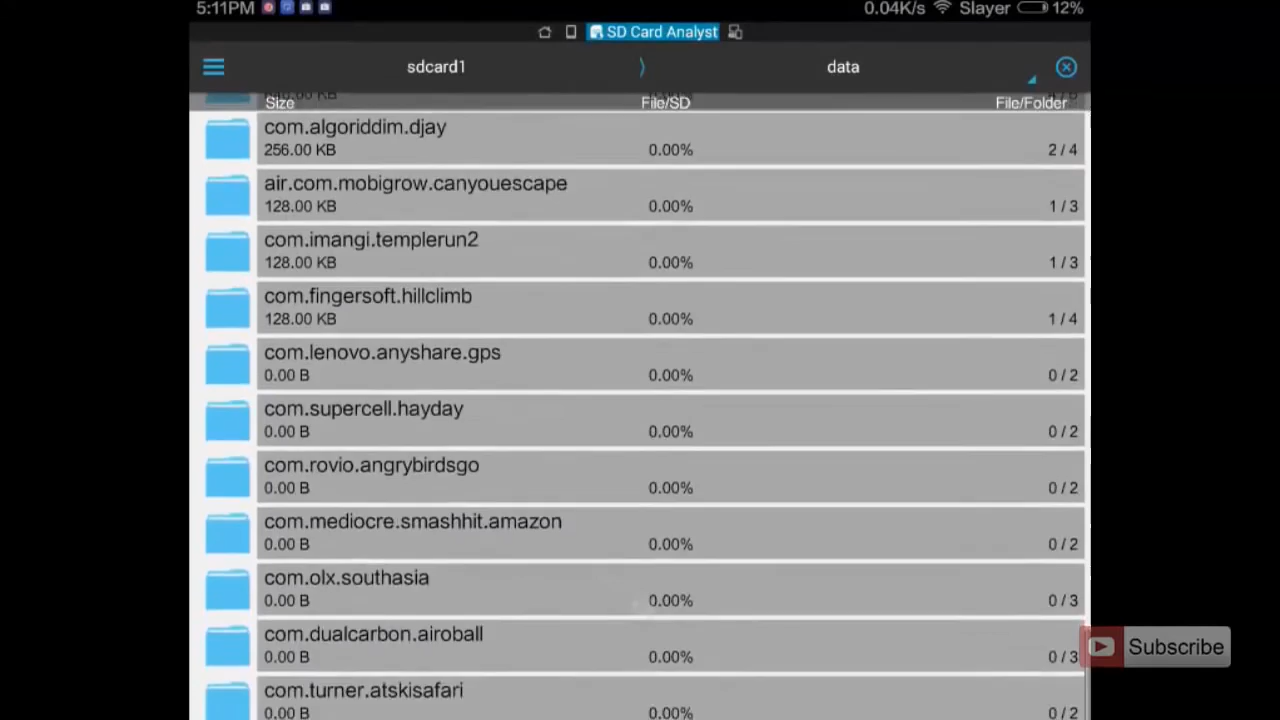 5:11PM 0.04K/s Slayer 12%
SD Card Analyst
sdcard1 data
Size File/SD File/Folder
com.algoriddim.djay
256.00 KB 0.00% 2 / 4
air.com.mobigrow.canyouescape
128.00 KB 0.00% 1 / 3
com.imangi.templerun2
128.00 KB 0.00% 1 / 3
com.fingersoft.hillclimb
128.00 KB 0.00% 1 / 4
com.lenovo.anyshare.gps
0.00 B 0.00% 0 / 2
com.supercell.hayday
0.00 B 0.00% 0 / 2
com.rovio.angrybirdsgo
0.00 B 0.00% 0 / 2
com.mediocre.smashhit.amazon
0.00 B 0.00% 0 / 2
com.olx.southasia
0.00 B 0.00% 0 / 3
com.dualcarbon.airoball
0.00 B 0.00% 0 / 3
Subscribe
com.turner.atskisafari
0.00 B 0.00% 0 / 2